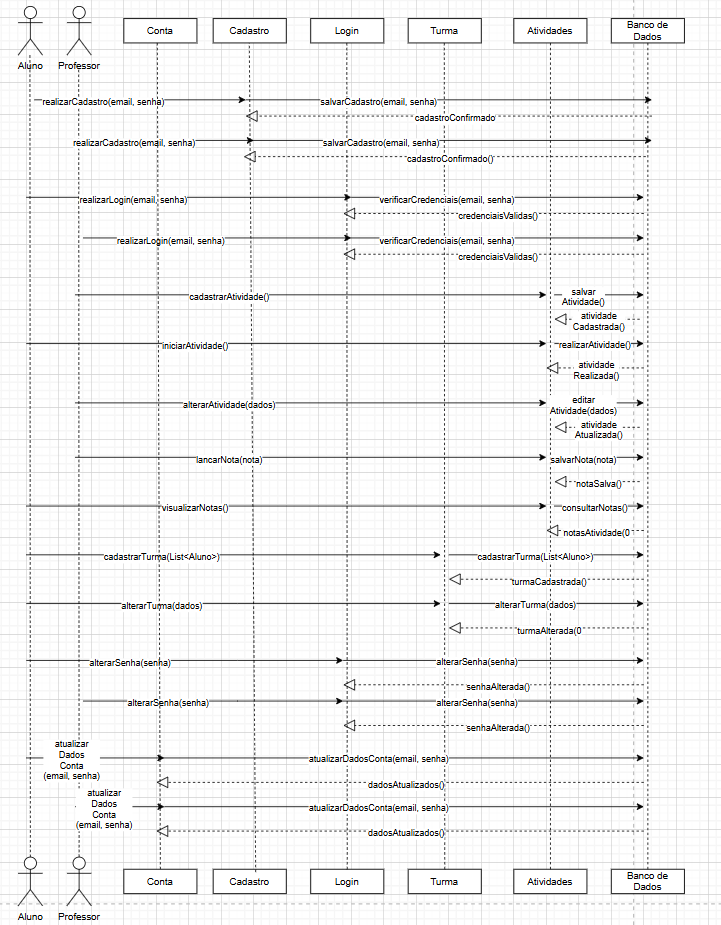 Aluno
Professor
Conta
Cadastro
Login
Turma
Atividades
Banco de
Dados
realizarCadastro(email, senha)
salvarCadastro(email, senha)
cadastroConfirmado
realizarCadastro(email, senha)
salvarCadastro(email, senha)
cadastroConfirmado()
realizarLogin(email, senha)
verificarCredenciais(email, senha)
credenciaisValidas()
realizarLogin(email, senha)
verificarCredenciais(email, senha)
credenciaisValidas()
cadastrarAtividade()
salvar
Atividade()
atividade
Cadastrada()
iniciarAtividade()
realizarAtividade()
atividade
Realizada()
alterarAtividade(dados)
editar
Atividade(dados)
atividade
Atualizada()
lancarNota(nota)
salvarNota(nota)
notaSalva()
visualizarNotas()
consultarNotas()
notasAtividade(0
cadastrarTurma(List<Aluno>)
cadastrarTurma(List<Aluno>)
turmaCadastrada()
alterarTurma(dados)
alterarTurma(dados)
turmaAlterada(0
alterarSenha(senha)
alterarSenha(senha)
senhaAlterada()
alterarSenha(senha)
alterarSenha(senha)
senhaAlterada()
atualizar
Dados
Conta
(email, senha)
atualizarDadosConta(email, senha)
dadosAtualizados()
atualizar
Dados
Conta
(email, senha)
atualizarDadosConta(email, senha)
dadosAtualizados()
Aluno
Professor
Conta
Cadastro
Login
Turma
Atividades
Banco de
Dados